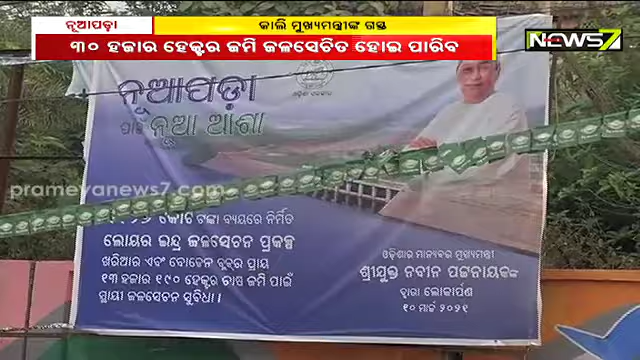 ନୂଆପଡ଼ା
କାଲି ମୁଖ୍ୟମନ୍ତ୍ରୀଙ୍କ ଗସ୍ତ
୩୦ ହଜାର ହେକ୍ଟର ଜମି ଜଳସେଚିତ ହୋଇ ପାରିବ
NEWS7
ନୂଆପଡ଼ା
ପାଇଁ ନୂଆ ଆଶା
prameyanews7.com
କୋଟି ଟଙ୍କା ବ୍ୟୟରେ ନିର୍ମିତ
ଲୋୟର ଇନ୍ଦ୍ର ଜଳସେଚନ ପ୍ରକଳ୍ପ
ଖରିଆର ଏବଂ ବୋଡେନ ବ୍ଲକ୍‌ର ପ୍ରାୟ
୧୩ ହଜାର ୧୯୦ ହେକ୍ଟର ଚାଷ ଜମି ପାଇଁ
ସ୍ଥାୟୀ ଜଳସେଚନ ସୁବିଧା ।
ଓଡ଼ିଶାର ମାନ୍ୟବର ମୁଖ୍ୟମନ୍ତ୍ରୀ
ଶ୍ରୀଯୁକ୍ତ ନବୀନ ପଟ୍ଟନାୟକଙ୍କ
ଦ୍ୱାରା ଲୋକାର୍ପଣ
୧୦ ମାର୍ଚ୍ଚ ୨୦୨୧